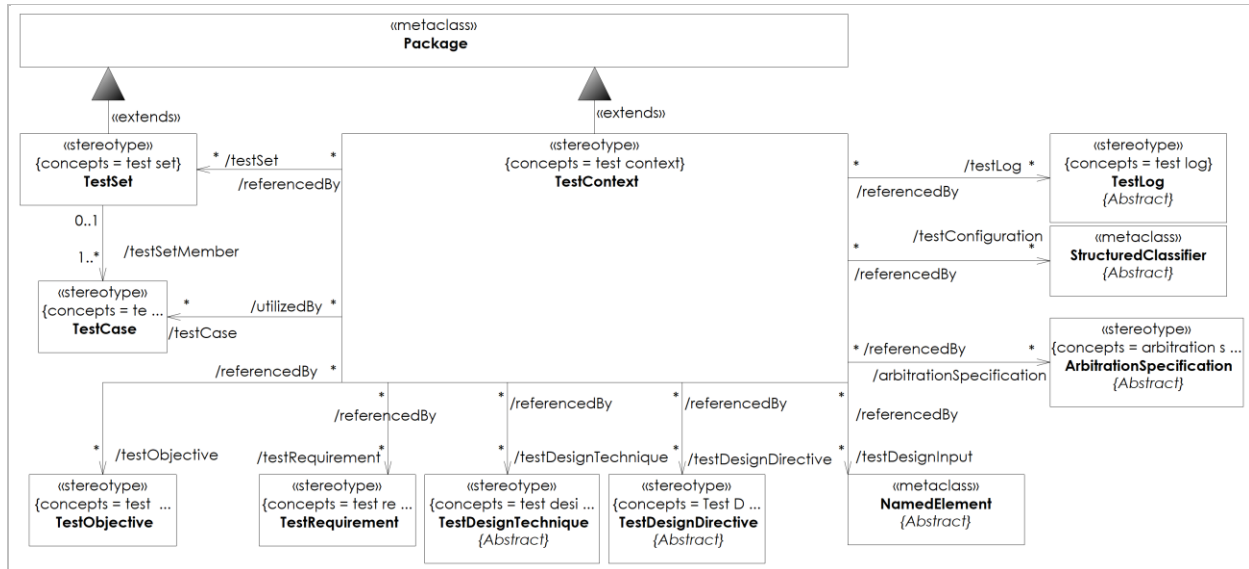 «metaclass»
Package
«extends»
«extends»
«stereotype»
{concepts = test set}
TestSet
* /testSet *
/referencedBy
«stereotype»
{concepts = test context}
TestContext
* /testLog *
/referencedBy
«stereotype»
{concepts = test log}
TestLog
{Abstract}
0..1
1..* /testSetMember
/testConfiguration
* *
/referencedBy
«metaclass»
StructuredClassifier
{Abstract}
«stereotype»
{concepts = te ...
TestCase
* /utilizedBy *
/testCase
* /referencedBy *
/arbitrationSpecification
«stereotype»
{concepts = arbitration s ...
ArbitrationSpecification
{Abstract}
/referencedBy *
* /testObjective
*
/referencedBy
/testRequirement *
*
/referencedBy
* /testDesignTechnique
*
/referencedBy
* /testDesignDirective
*
/referencedBy
* /testDesignInput
«stereotype»
{concepts = test ...
TestObjective
«stereotype»
{concepts = test re ...
TestRequirement
«stereotype»
{concepts = test desi ...
TestDesignTechnique
{Abstract}
«stereotype»
{concepts = Test D ...
TestDesignDirective
{Abstract}
«metaclass»
NamedElement
{Abstract}